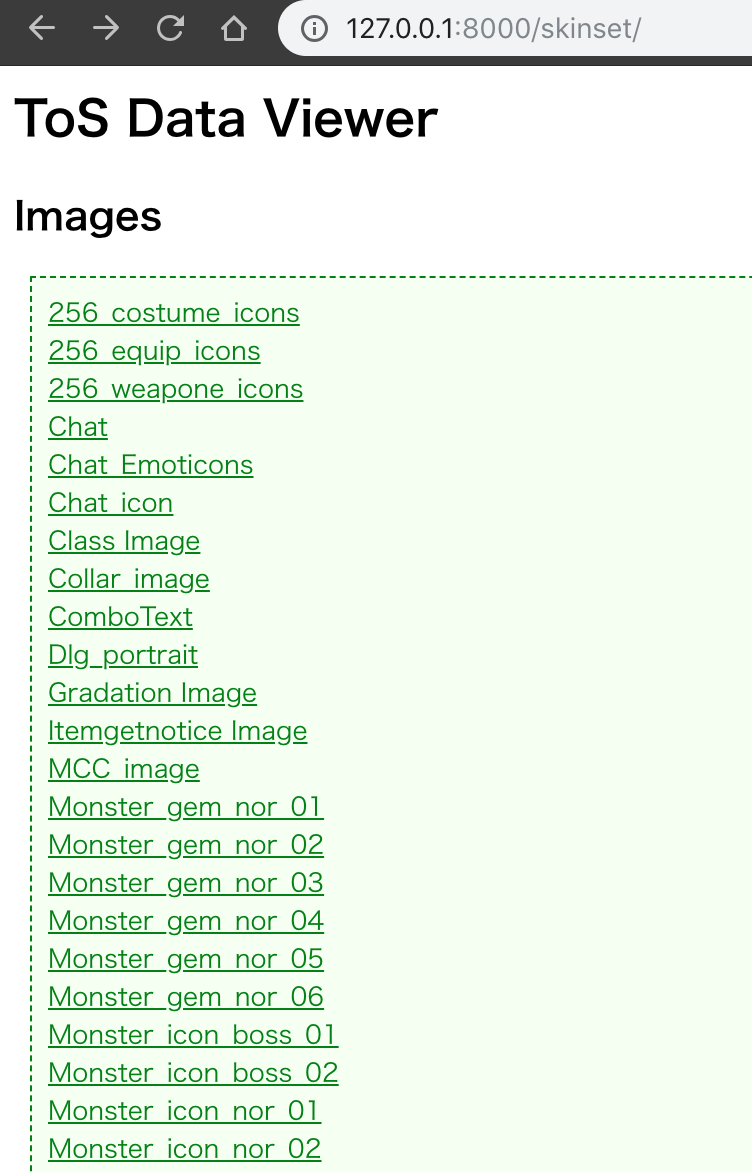 127.0.0.1:8000/skinset/
ToS Data Viewer
Images
256_costume_icons
256_equip_icons
256_weapone_icons
Chat
Chat_Emoticons
Chat_icon
Class Image
Collar_image
ComboText
Dlg_portrait
Gradation Image
Itemgetnotice Image
MCC_image
Monster_gem_nor_01
Monster_gem_nor_02
Monster_gem_nor_03
Monster_gem_nor_04
Monster_gem_nor_05
Monster_gem_nor_06
Monster_icon_boss_01
Monster_icon_boss_02
Monster_icon_nor_01
Monster_icon_nor_02